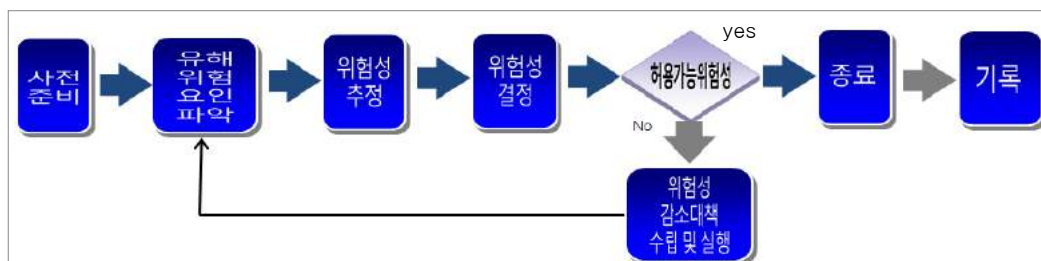 사전
준비
유해
위험
요인
파악
위험성
추정
위험성
결정
허용가능위험성
yes
No
종료
기록
위험성
감소대책
수립 및 실행